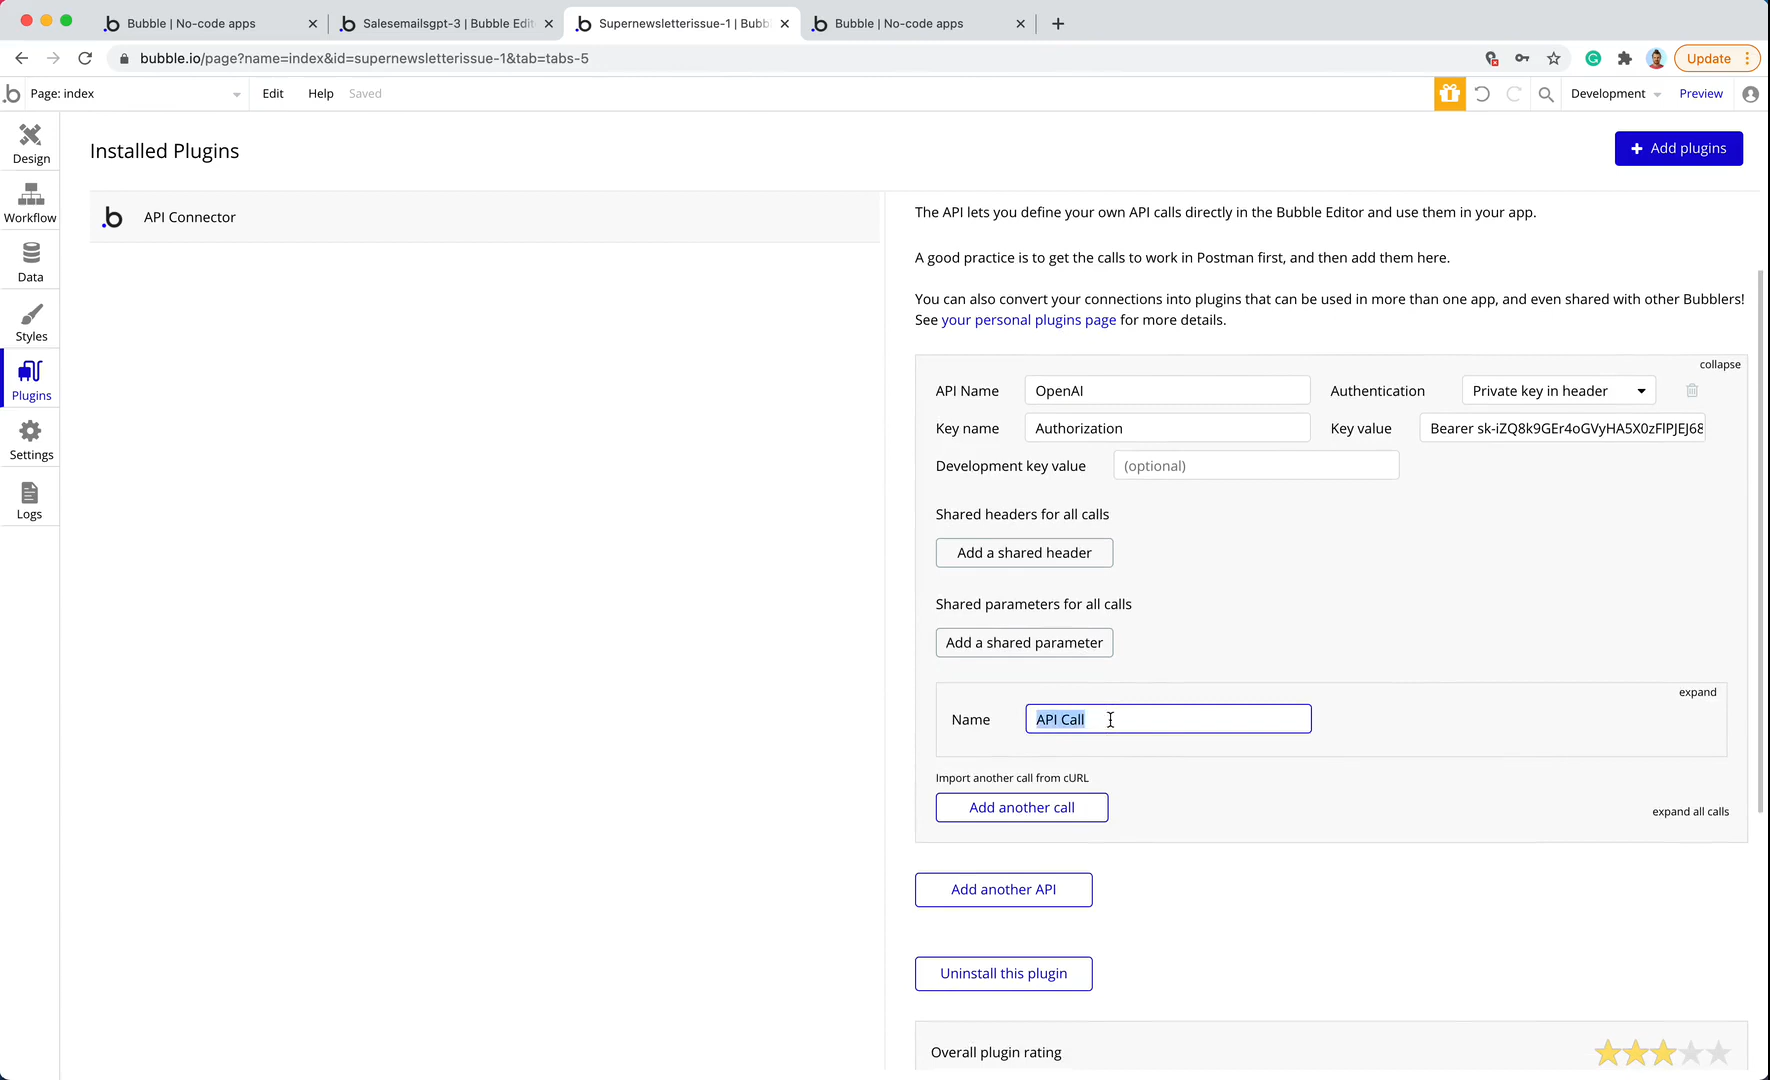 Bubble | No-code apps
Salesemailsgpt-3 | Bubble Edit
Supernewsletterissue-1 | Bubb
Bubble | No-code apps
bubble.io/page?name=index&id=supernewsletterissue-1&tab=tabs-5
Update
Page: index
Edit
Help
Saved
Development
Preview
Design
Workflow
Data
Styles
Plugins
Settings
Logs
Installed Plugins
Add plugins
API Connector
The API lets you define your own API calls directly in the Bubble Editor and use them in your app.
A good practice is to get the calls to work in Postman first, and then add them here.
You can also convert your connections into plugins that can be used in more than one app, and even shared with other Bubblers!
See your personal plugins page for more details.
collapse
API Name OpenAI Authentication Private key in header
Key name Authorization Key value Bearer sk-iZQ8k9GEr4oGVyHA5X0zFlPJEJ68
Development key value (optional)
Shared headers for all calls
Add a shared header
Shared parameters for all calls
Add a shared parameter
expand
Name API Call
Import another call from cURL
Add another call
expand all calls
Add another API
Uninstall this plugin
Overall plugin rating